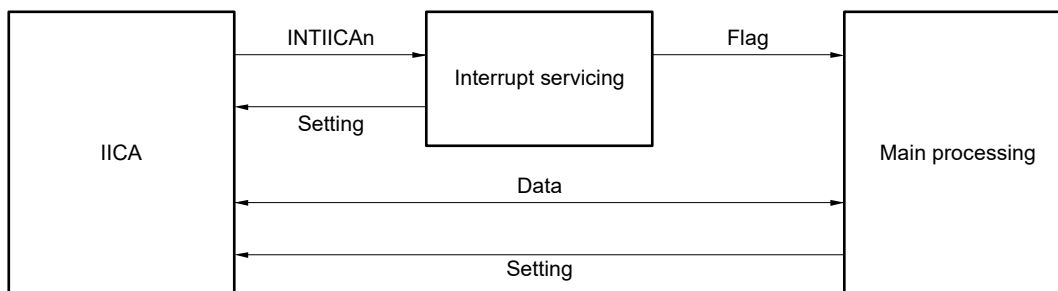 INTIICAn
Flag
Interrupt servicing
Setting
IICA
Main processing
Data
Setting